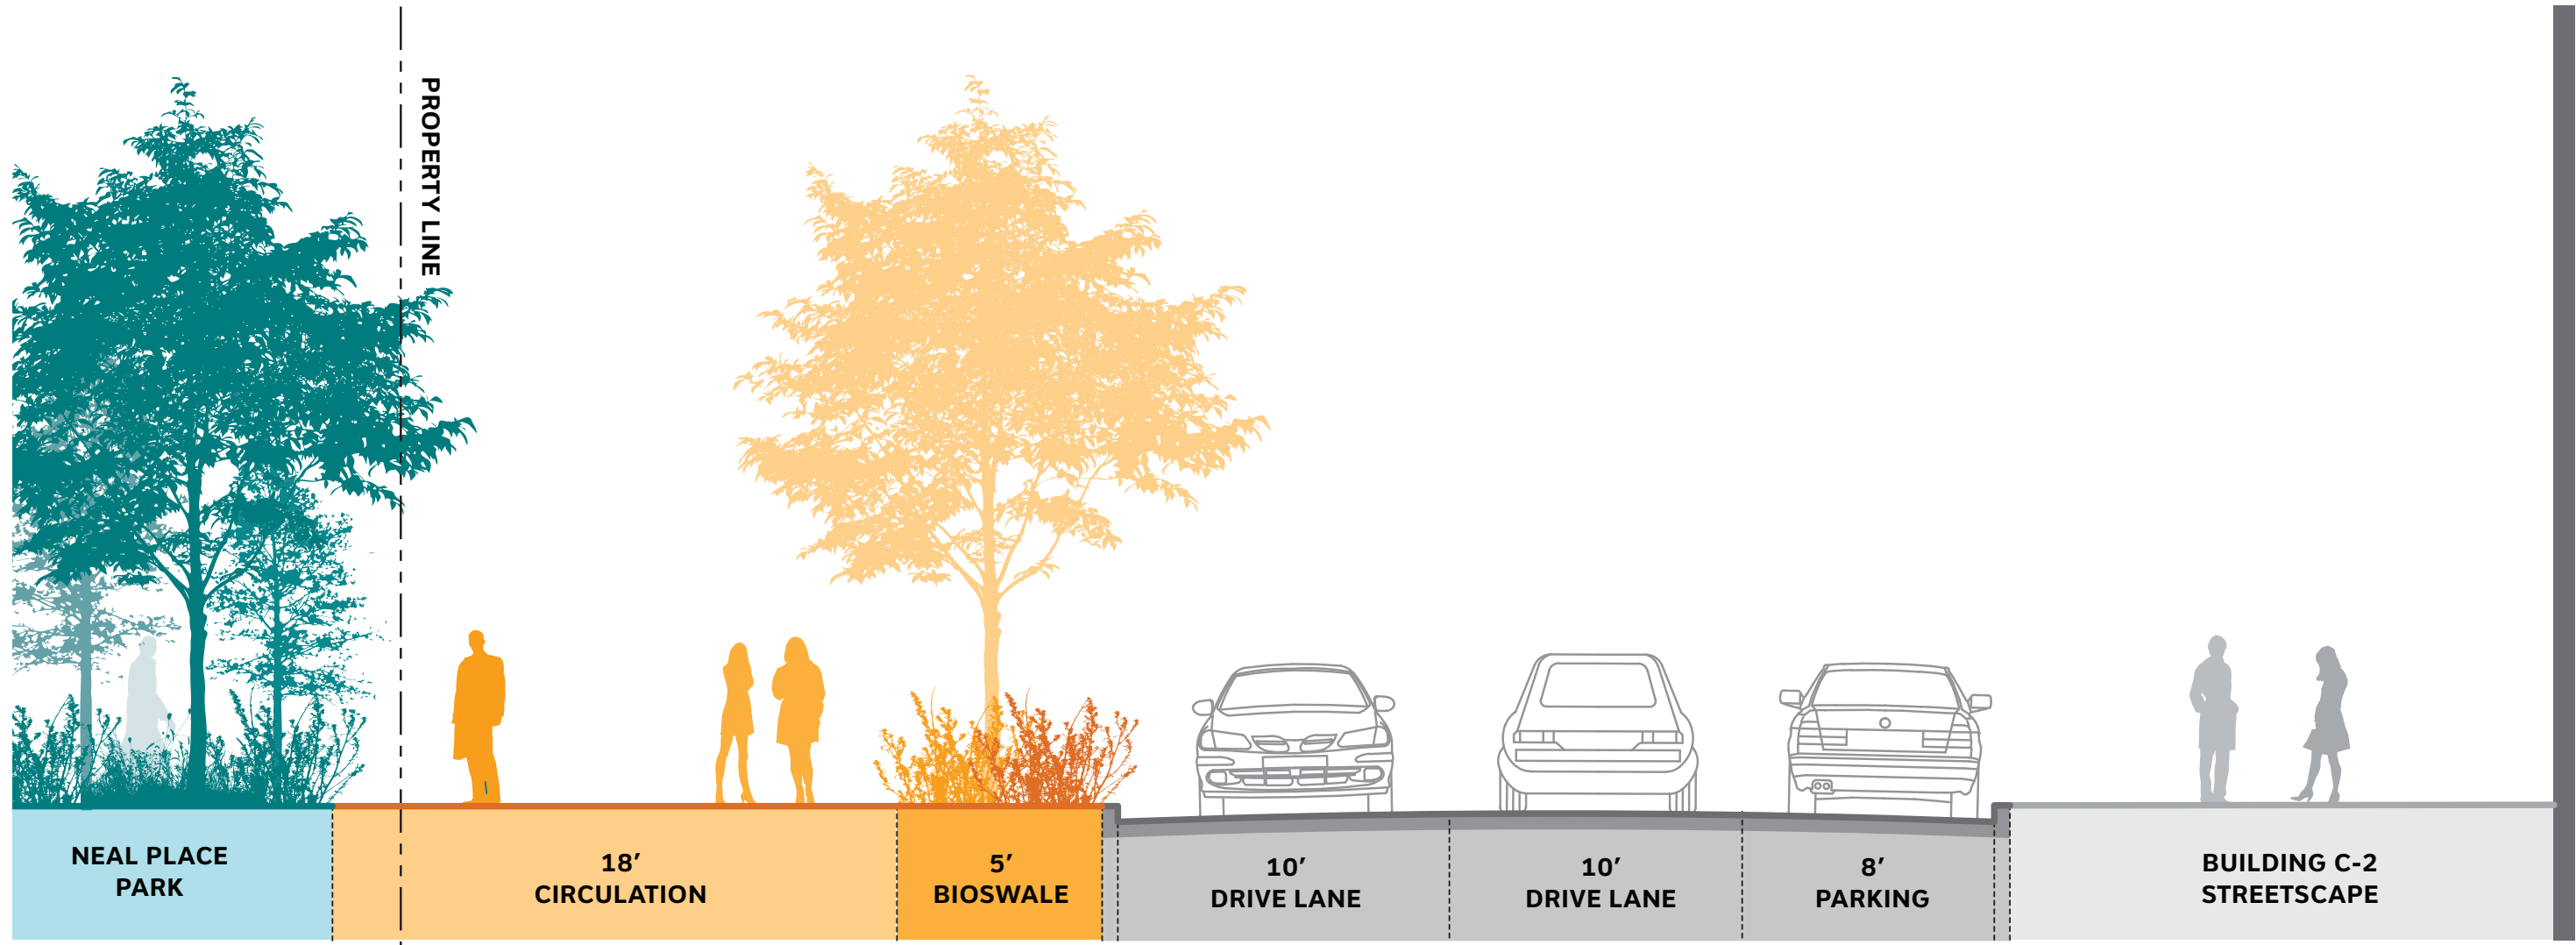 PROPERTY LINE
NEAL PLACE
PARK
18′
CIRCULATION
5′
BIOSWALE
10′
DRIVE LANE
10′
DRIVE LANE
8′
PARKING
BUILDING C-2
STREETSCAPE